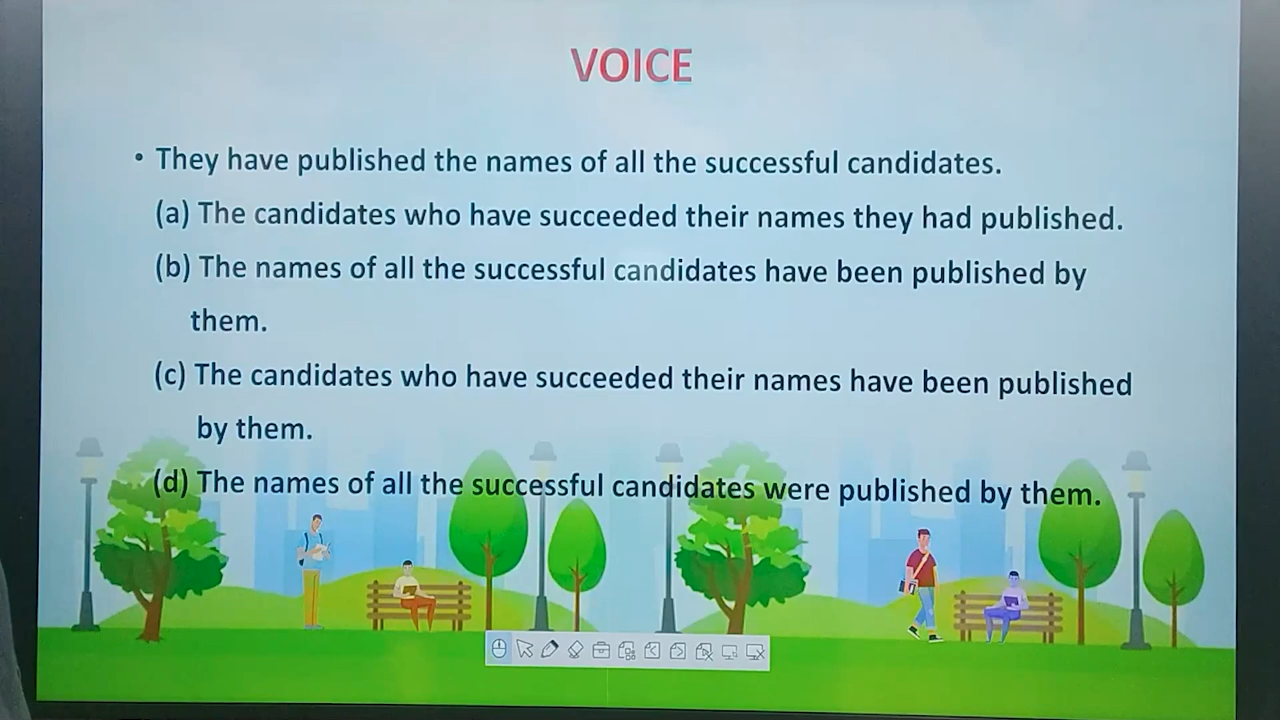 VOICE
• They have published the names of all the successful candidates.
(a) The candidates who have succeeded their names they had published.
(b) The names of all the successful candidates have been published by
them.
(c) The candidates who have succeeded their names have been published
by them.
(d) The names of all the successful candidates were published by them.